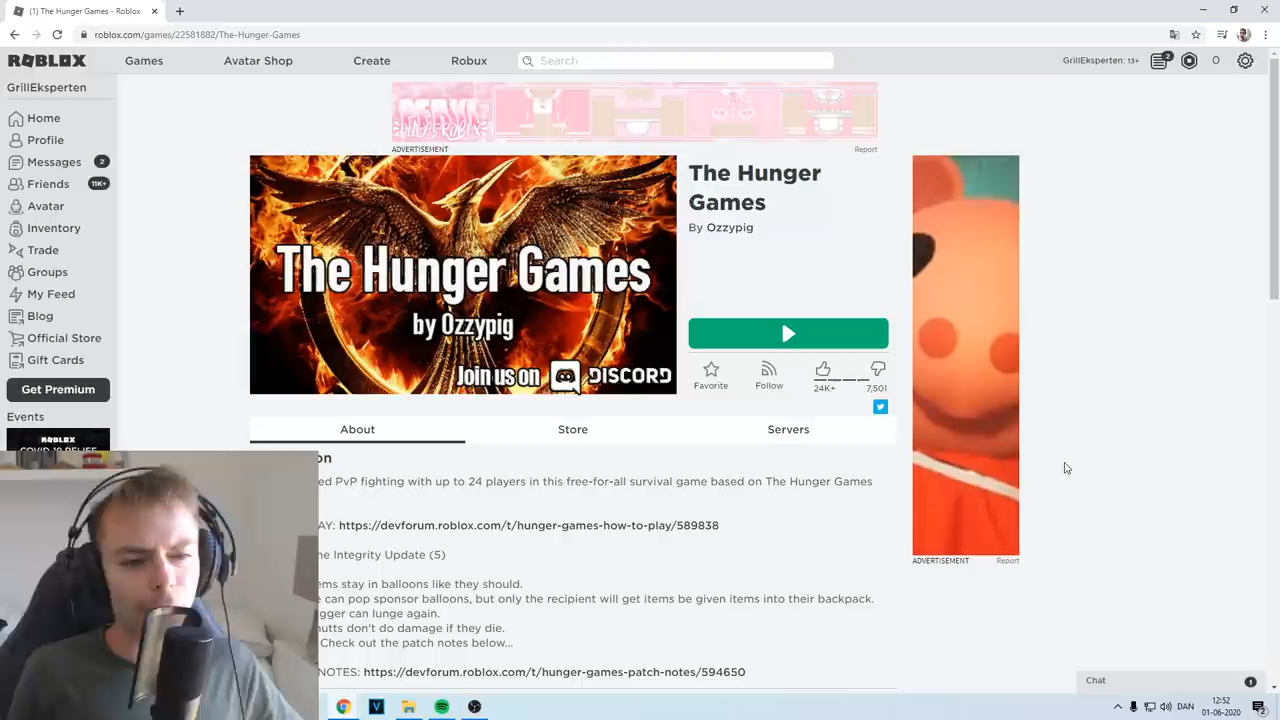 (1) The Hunger Games - Roblox
roblox.com/games/22581882/The-Hunger-Games
ROBLOX
Games
Avatar Shop
Create
Robux
Search
GrillEksperten: 13+
2
0
GrillEksperten
Home
Profile
Messages 2
Friends 11K+
Avatar
Inventory
Trade
Groups
My Feed
Blog
Official Store
Gift Cards
Get Premium
Events
ROBLOX
ADVERTISEMENT
Report
The Hunger Games
by Ozzypig
Join us on DISCORD
The Hunger
Games
By Ozzypig
Favorite
Follow
24K+
7,501
About
Store
Servers
on
ed PvP fighting with up to 24 players in this free-for-all survival game based on The Hunger Games
AY: https://devforum.roblox.com/t/hunger-games-how-to-play/589838
ne Integrity Update (5)
ems stay in balloons like they should.
e can pop sponsor balloons, but only the recipient will get items be given items into their backpack.
gger can lunge again.
nutts don't do damage if they die.
Check out the patch notes below...
NOTES: https://devforum.roblox.com/t/hunger-games-patch-notes/594650
ADVERTISEMENT
Report
Chat
1
DAN
12:52
01-06-2020
2